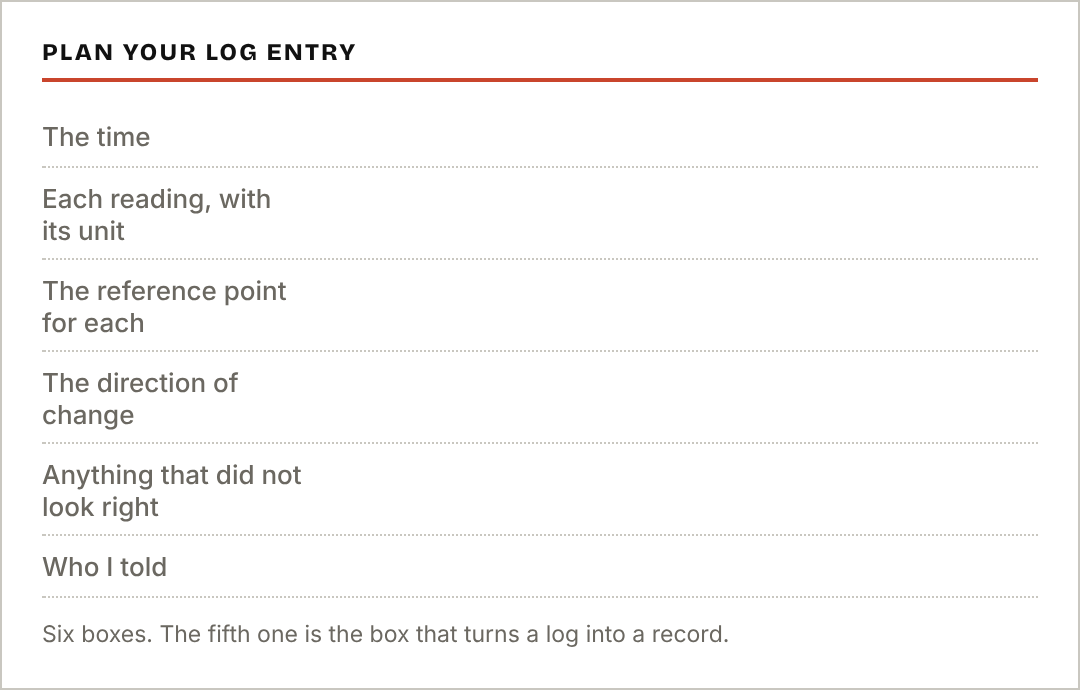 PLAN YOUR LOG ENTRY
The time
Each reading, with
its unit
The reference point
for each
The direction of
change
Anything that did not
look right
Who I told
Six boxes. The fifth one is the box that turns a log into a record.